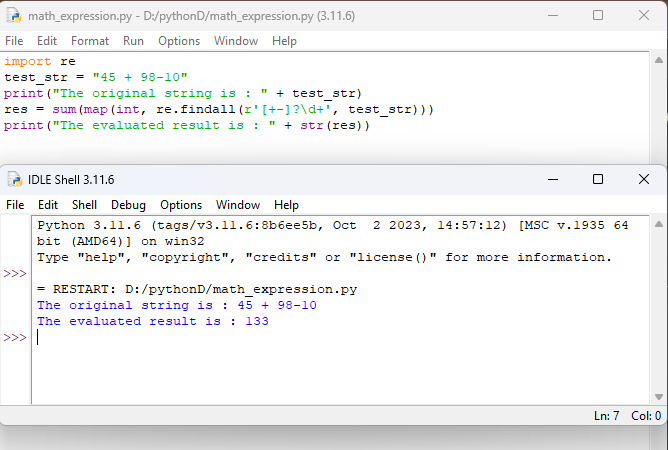 math_expression.py - D:/pythonD/math_expression.py (3.11.6)
File Edit Format Run Options Window Help
import re
test_str = "45 + 98-10"
print("The original string is : " + test_str)
res = sum(map(int, re.findall(r'[+-]?\d+', test_str)))
print("The evaluated result is : " + str(res))
IDLE Shell 3.11.6
File Edit Shell Debug Options Window Help
Python 3.11.6 (tags/v3.11.6:8b6ee5b, Oct  2 2023, 14:57:12) [MSC v.1935 64
bit (AMD64)] on win32
Type "help", "copyright", "credits" or "license()" for more information.
>>>
= RESTART: D:/pythonD/math_expression.py
The original string is : 45 + 98-10
The evaluated result is : 133
>>>
Ln: 7 Col: 0